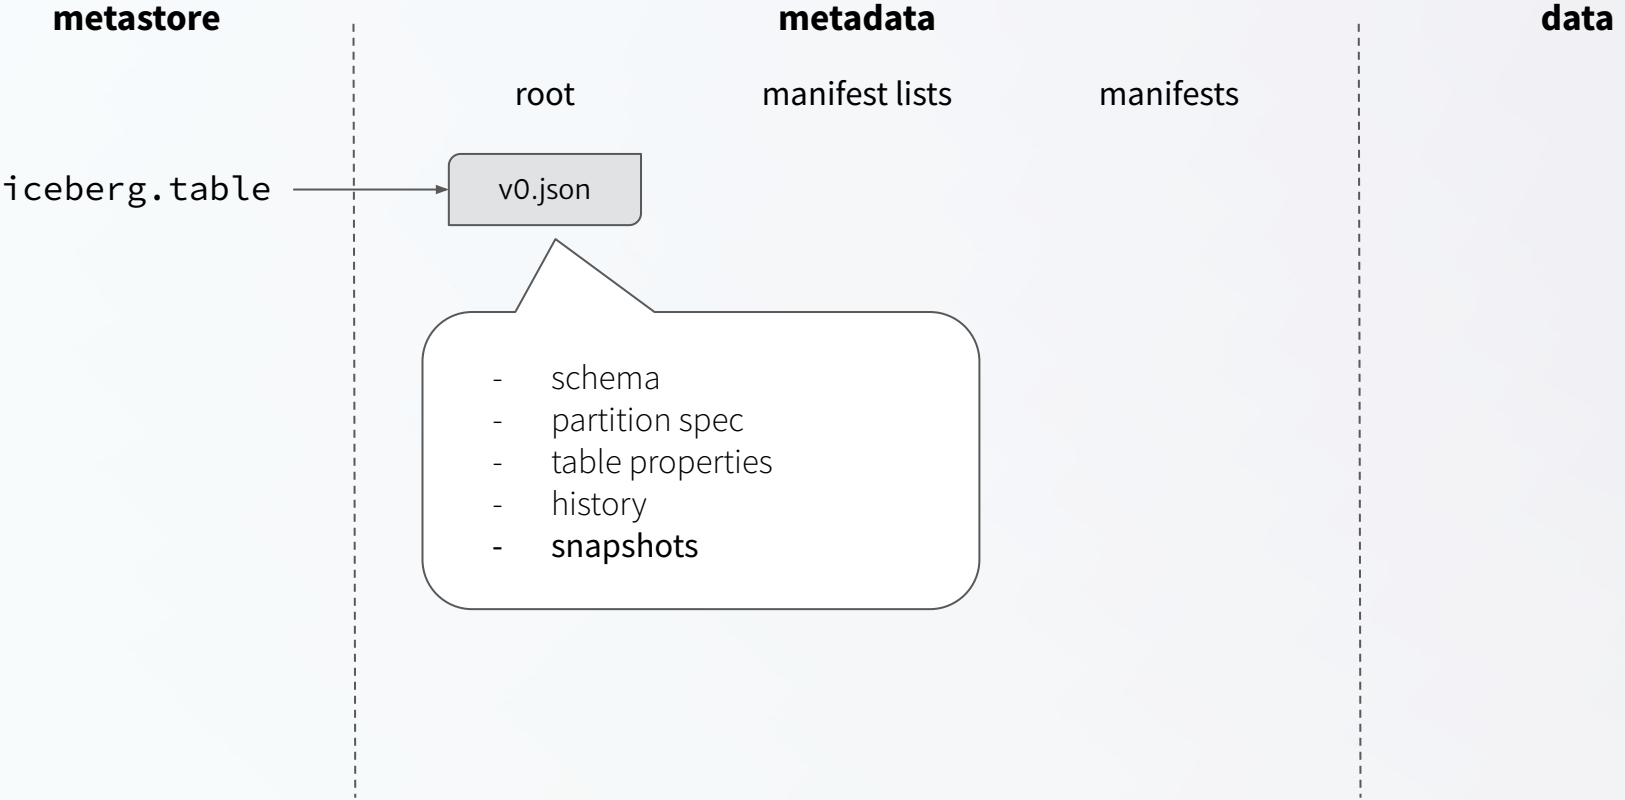 metastore
metadata
data
root
manifest lists
manifests
iceberg.table
v0.json
- schema
- partition spec
- table properties
- history
- snapshots